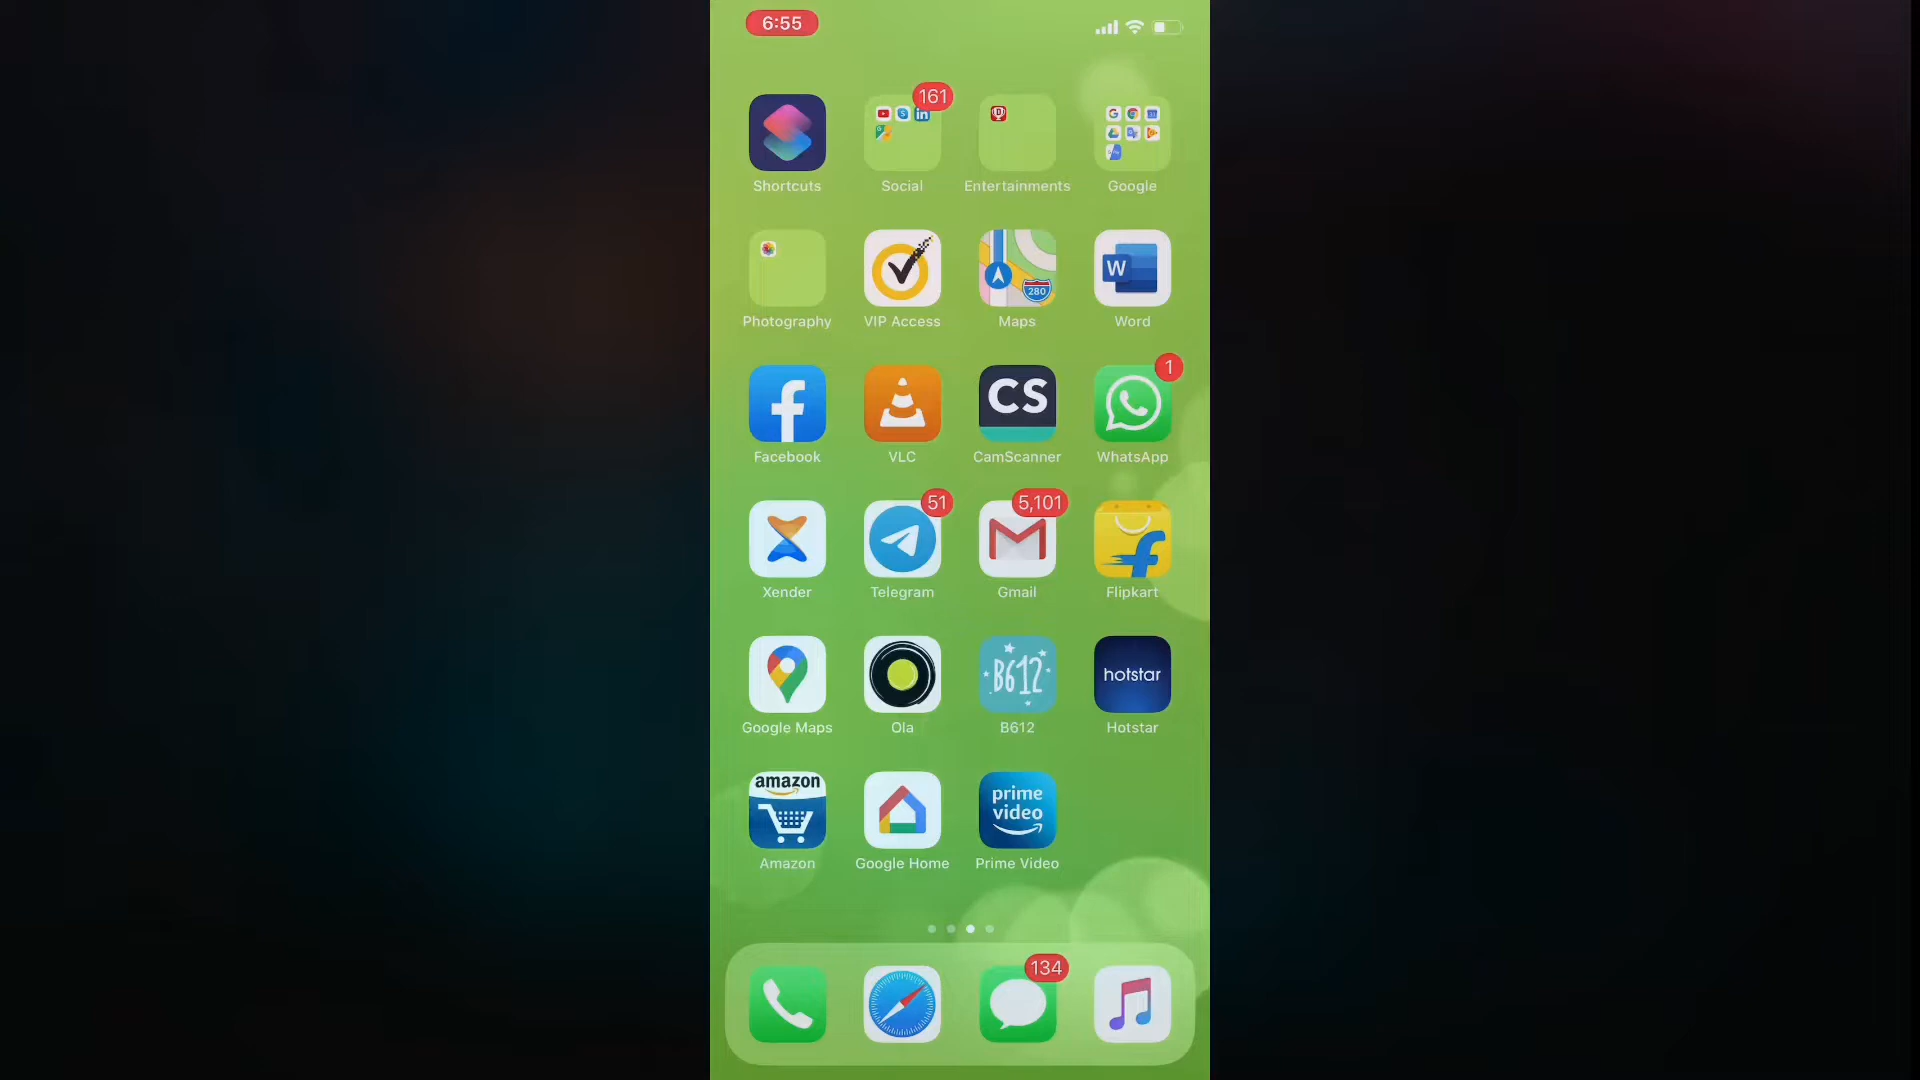 6:55
161
Shortcuts Social Entertainments Google
280
W
Photography VIP Access Maps Word
1
CS
Facebook VLC CamScanner WhatsApp
51 5,101
Xender Telegram Gmail Flipkart
B612 hotstar
Google Maps Ola B612 Hotstar
amazon
prime
video
Amazon Google Home Prime Video
134